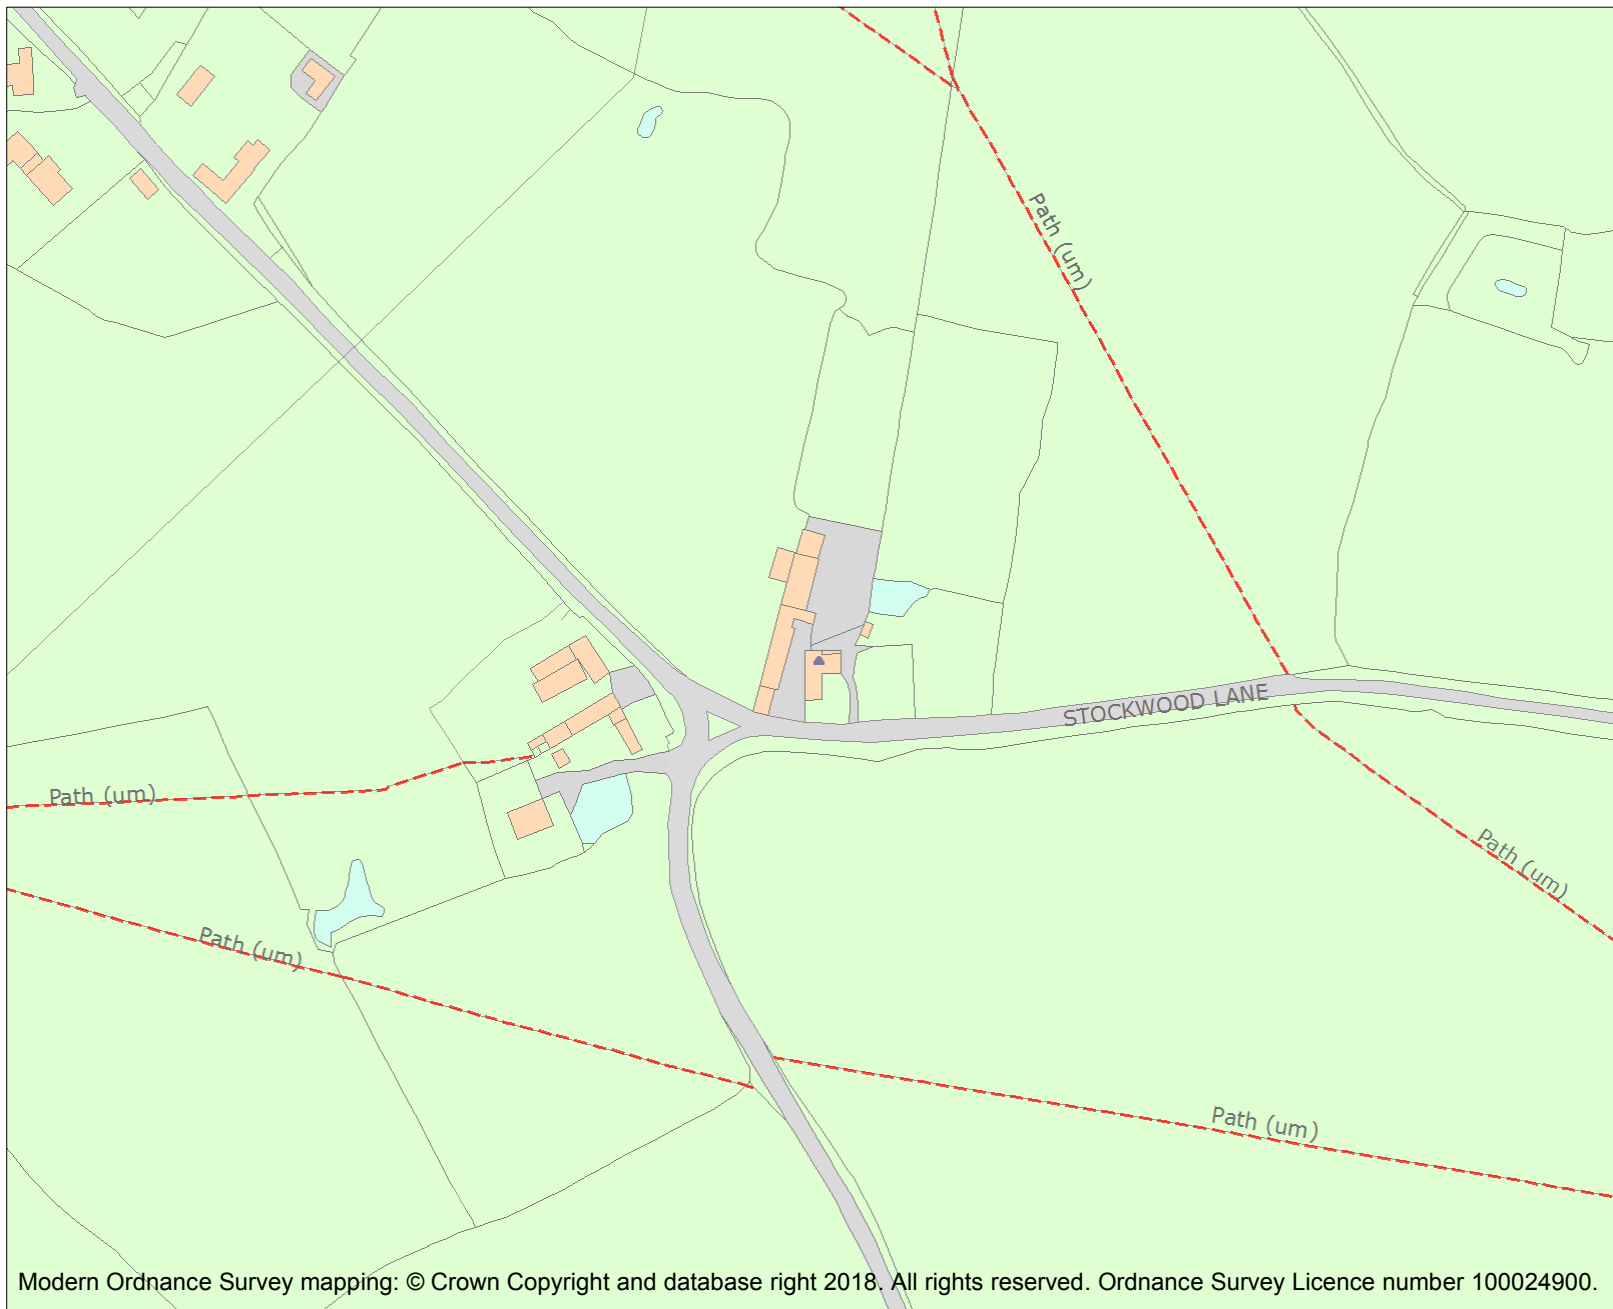 Path (um)
STOCKWOOD LANE
Path (um)
Path (um)
Path (um)
Path (um)
Modern Ordnance Survey mapping: © Crown Copyright and database right 2018. All rights reserved. Ordnance Survey Licence number 100024900.